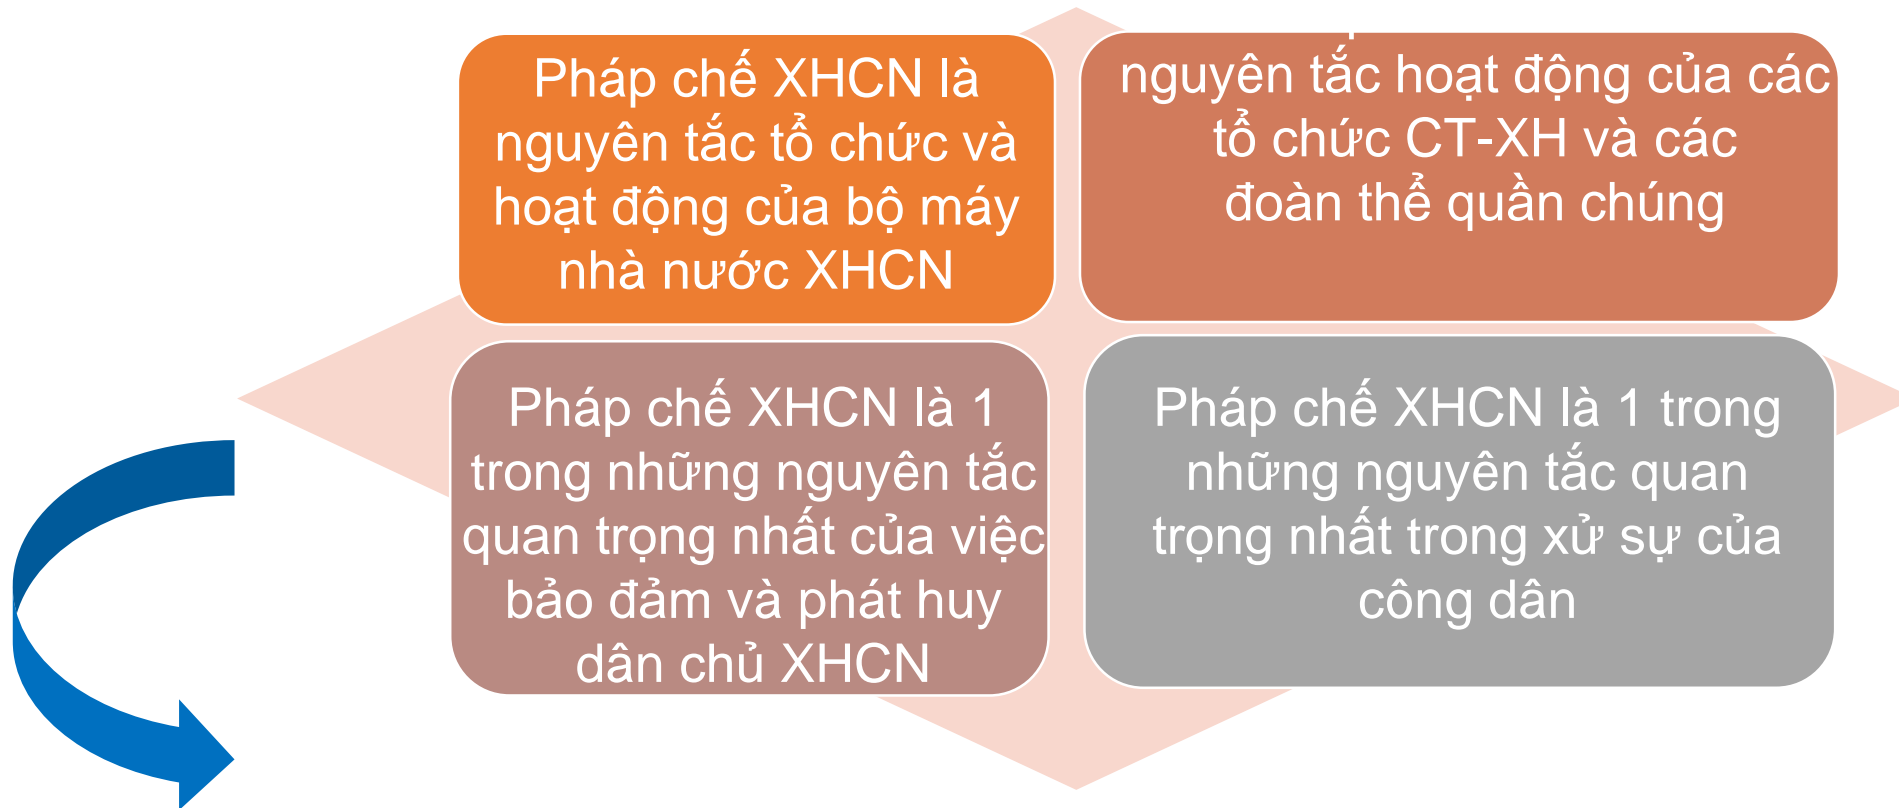 Pháp chế XHCN là
nguyên tắc tổ chức và
hoạt động của bộ máy
nhà nước XHCN
nguyên tắc hoạt động của các
tổ chức CT-XH và các
đoàn thể quần chúng
Pháp chế XHCN là 1
trong những nguyên tắc
quan trọng nhất của việc
bảo đảm và phát huy
dân chủ XHCN
Pháp chế XHCN là 1 trong
những nguyên tắc quan
trọng nhất trong xử sự của
công dân